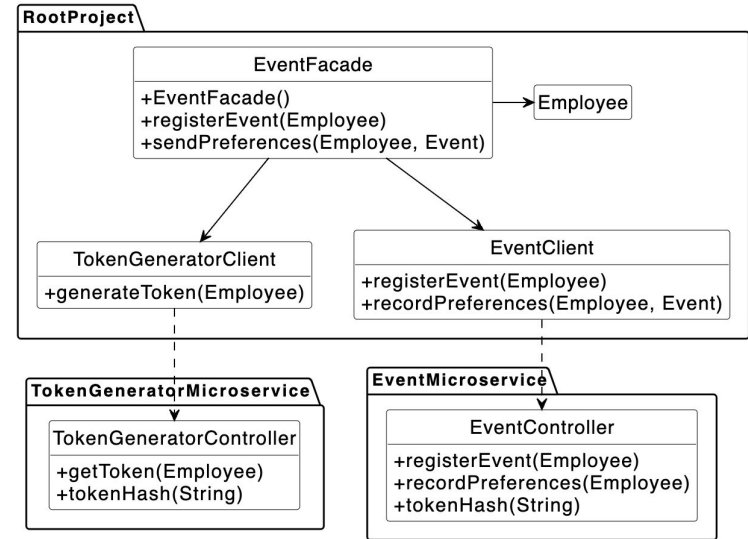 RootProject
EventFacade
+EventFacade()
+registerEvent(Employee)
+sendPreferences(Employee, Event)
Employee
TokenGeneratorClient
+generateToken(Employee)
EventClient
+registerEvent(Employee)
+recordPreferences(Employee, Event)
TokenGeneratorMicroservice
TokenGeneratorController
+getToken(Employee)
+tokenHash(String)
EventMicroservice
EventController
+registerEvent(Employee)
+recordPreferences(Employee)
+tokenHash(String)